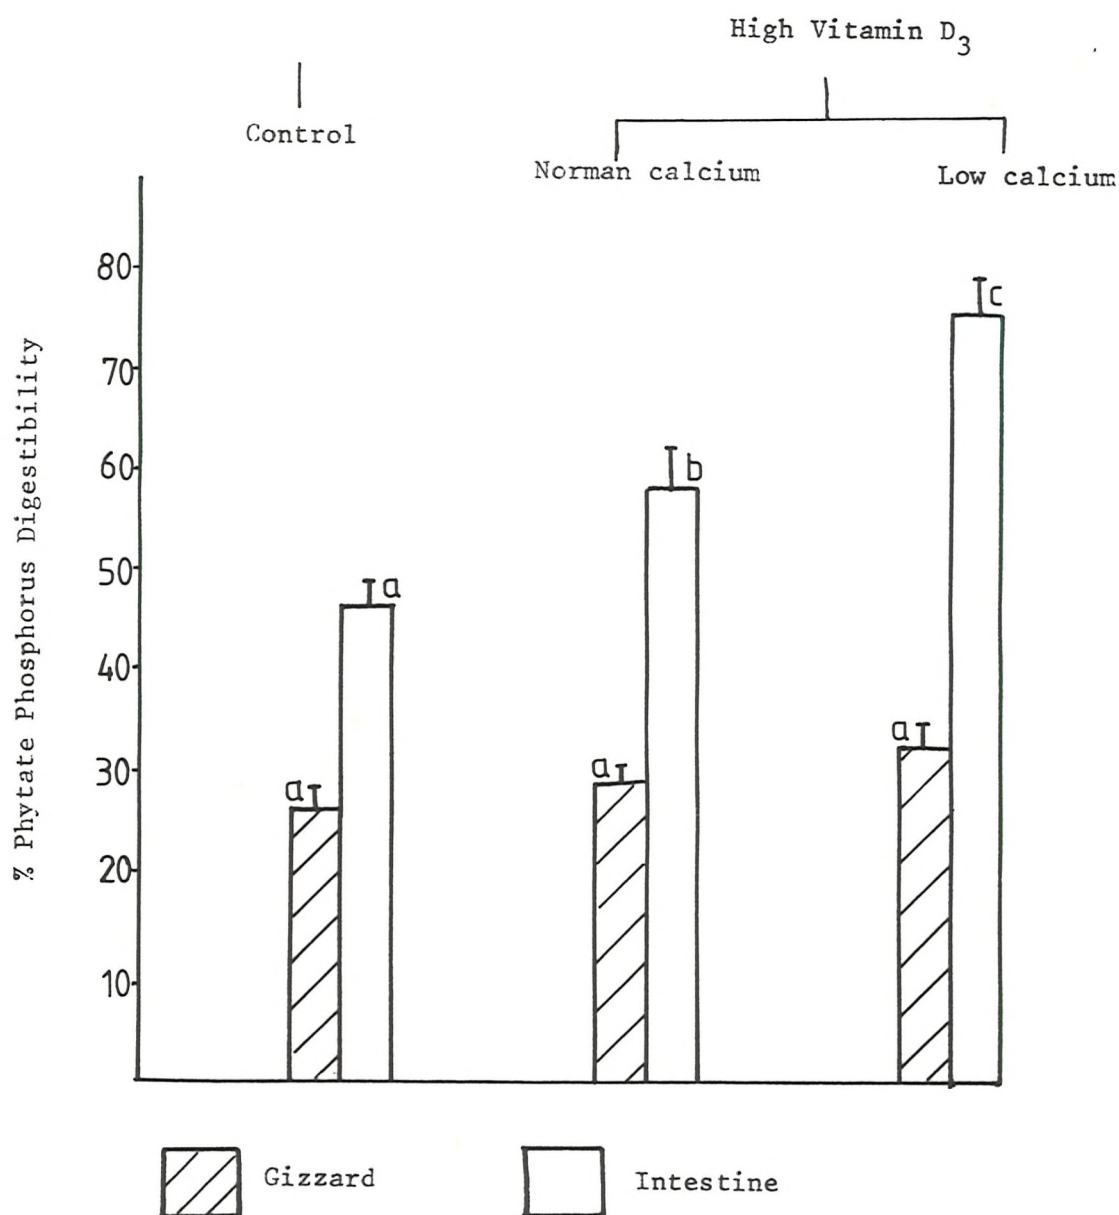 High Vitamin D3
Control
Norman calcium
Low calcium
% Phytate Phosphorus Digestibility
80
70
60
50
40
30
20
10
a
a
a
b
a
c
Gizzard
Intestine